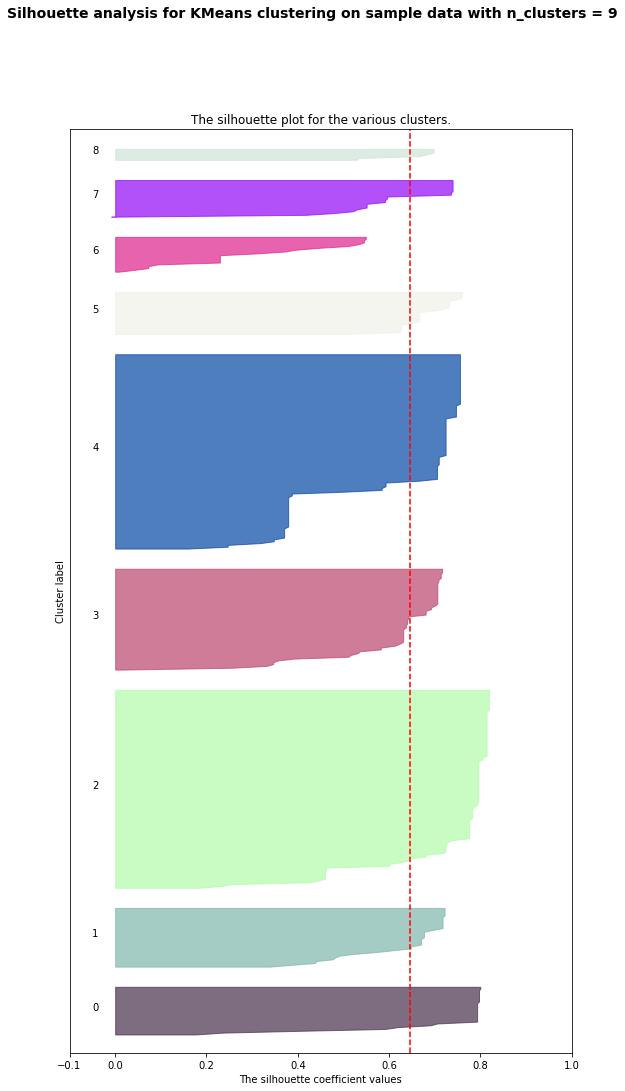 Silhouette analysis for KMeans clustering on sample data with n_clusters = 9
The silhouette plot for the various clusters.
8
7
6
5
4
3
2
1
0
Cluster label
−0.1 0.0 0.2 0.4 0.6 0.8 1.0
The silhouette coefficient values